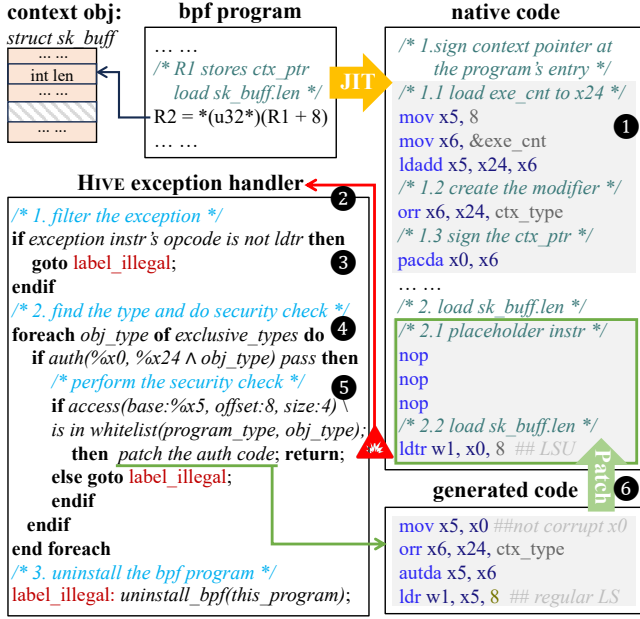 context obj:
struct sk_buff
... ...
int len
... ...
... ...
bpf program
... ...
/* R1 stores ctx_ptr
load sk_buff.len */
R2 = *(u32*)(R1 + 8)
... ...
JIT
native code
/* 1.sign context pointer at
the program's entry */
/* 1.1 load exe_cnt to x24 */
mov x5, 8
mov x6, &exe_cnt
ldadd x5, x24, x6
/* 1.2 create the modifier */
orr x6, x24, ctx_type
/* 1.3 sign the ctx_ptr */
pacda x0, x6
... ...
/* 2. load sk_buff.len */
/* 2.1 placeholder instr */
nop
nop
nop
/* 2.2 load sk_buff.len */
ldtr w1, x0, 8 ## LSU
1
HIVE exception handler
2
/* 1. filter the exception */
if exception instr's opcode is not ldtr then
goto label_illegal;
3
endif
/* 2. find the type and do security check */
foreach obj_type of exclusive_types do
4
if auth(%x0, %x24 ∧ obj_type) pass then
/* perform the security check */
5
if access(base:%x5, offset:8, size:4) \
is in whitelist(program_type, obj_type);
then patch the auth code; return;
else goto label_illegal;
endif
endif
end foreach
/* 3. uninstall the bpf program */
label_illegal: uninstall_bpf(this_program);
Patch
6
generated code
mov x5, x0 ##not corrupt x0
orr x6, x24, ctx_type
autda x5, x6
ldr w1, x5, 8 ## regular LS